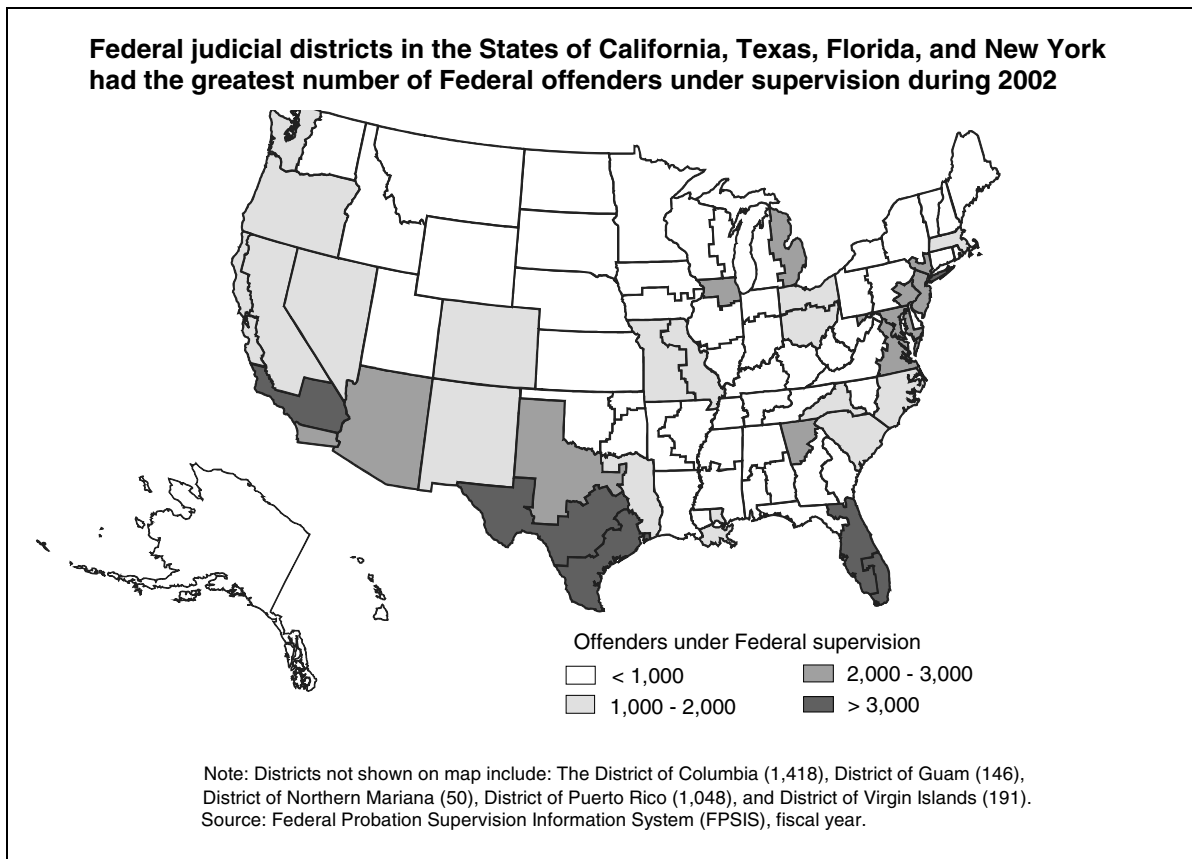 Federal judicial districts in the States of California, Texas, Florida, and New York
had the greatest number of Federal offenders under supervision during 2002
Offenders under Federal supervision
< 1,000
1,000 - 2,000
2,000 - 3,000
> 3,000
Note: Districts not shown on map include: The District of Columbia (1,418), District of Guam (146),
District of Northern Mariana (50), District of Puerto Rico (1,048), and District of Virgin Islands (191).
Source: Federal Probation Supervision Information System (FPSIS), fiscal year.